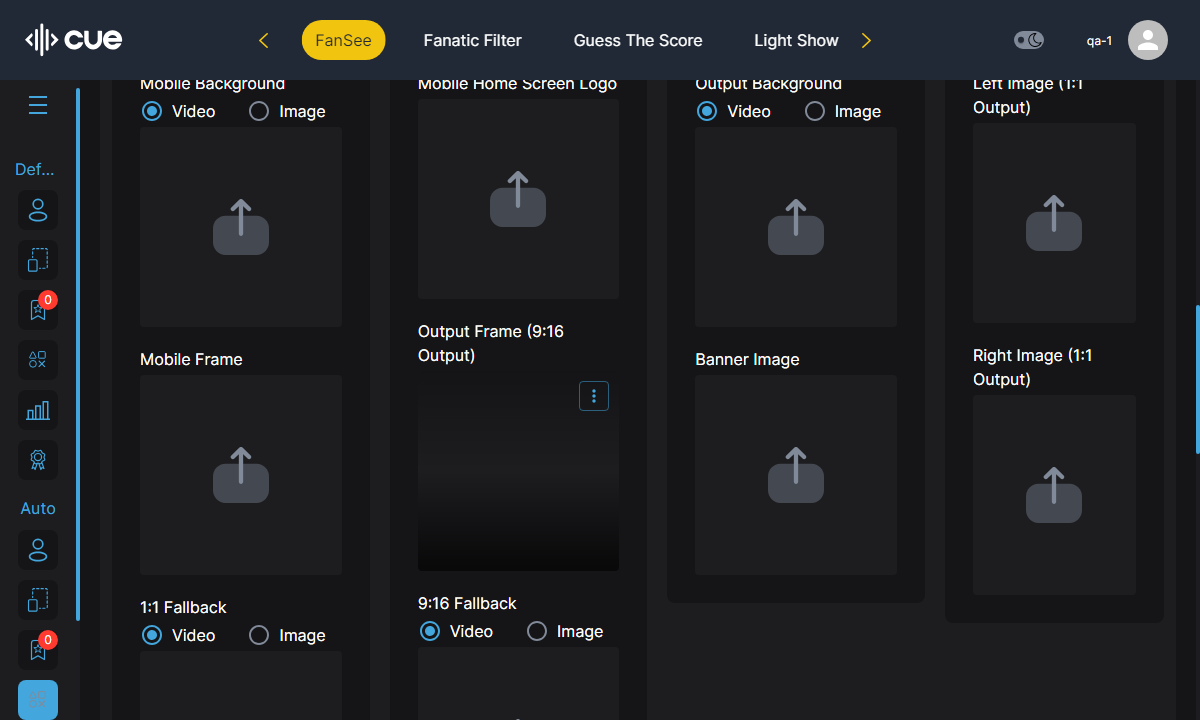 cue
FanSee
Fanatic Filter
Guess The Score
Light Show
qa-1
Def...
0
Auto
0
Mobile Background
Video
Image
Mobile Frame
1:1 Fallback
Video
Image
Mobile Home Screen Logo
Output Frame (9:16
Output)
9:16 Fallback
Video
Image
Output Background
Video
Image
Banner Image
Left Image (1:1
Output)
Right Image (1:1
Output)